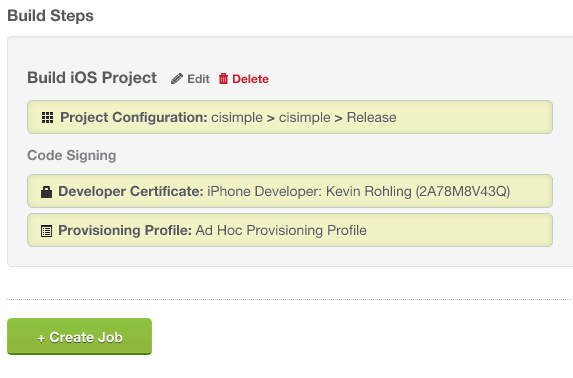 Build Steps
Build iOS Project Edit Delete
Project Configuration: cisimple > cisimple > Release
Code Signing
Developer Certificate: iPhone Developer: Kevin Rohling (2A78M8V43Q)
Provisioning Profile: Ad Hoc Provisioning Profile
+ Create Job